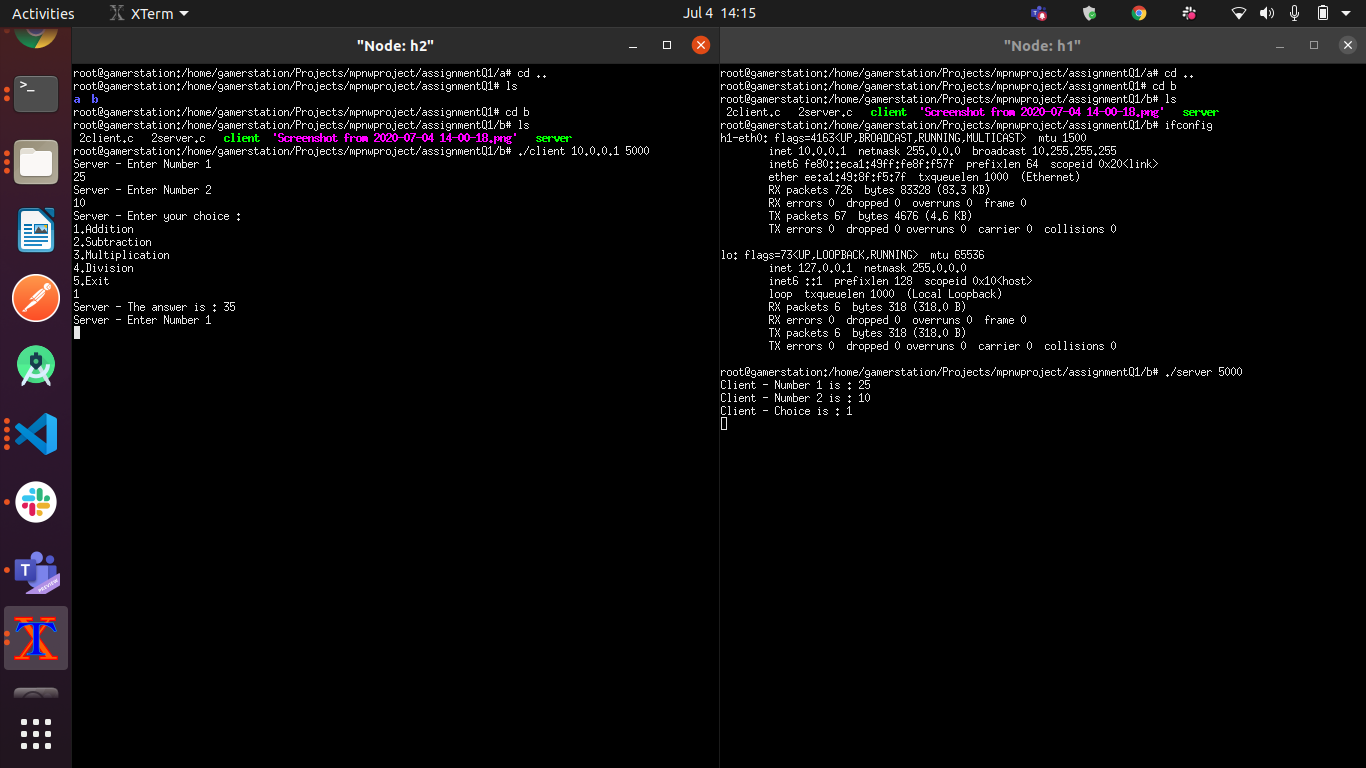 Activities XTerm Jul 4 14:15
"Node: h2"
root@gamerstation:/home/gamerstation/Projects/mpnwproject/assignmentQ1/a# cd ..
root@gamerstation:/home/gamerstation/Projects/mpnwproject/assignmentQ1# ls
a b
root@gamerstation:/home/gamerstation/Projects/mpnwproject/assignmentQ1# cd b
root@gamerstation:/home/gamerstation/Projects/mpnwproject/assignmentQ1/b# ls
2client.c 2server.c client 'Screenshot from 2020-07-04 14-00-18.png' server
root@gamerstation:/home/gamerstation/Projects/mpnwproject/assignmentQ1/b# ./client 10.0.0.1 5000
Server - Enter Number 1
25
Server - Enter Number 2
10
Server - Enter your choice :
1.Addition
2.Subtraction
3.Multiplication
4.Division
5.Exit
1
Server - The answer is : 35
Server - Enter Number 1
"Node: h1"
root@gamerstation:/home/gamerstation/Projects/mpnwproject/assignmentQ1/a# cd ..
root@gamerstation:/home/gamerstation/Projects/mpnwproject/assignmentQ1# cd b
root@gamerstation:/home/gamerstation/Projects/mpnwproject/assignmentQ1/b# ls
2client.c 2server.c client 'Screenshot from 2020-07-04 14-00-18.png' server
root@gamerstation:/home/gamerstation/Projects/mpnwproject/assignmentQ1/b# ifconfig
h1-eth0: flags=4163<UP,BROADCAST,RUNNING,MULTICAST> mtu 1500
inet 10.0.0.1 netmask 255.0.0.0 broadcast 10.255.255.255
inet6 fe80::eca1:49ff:fe8f:f57f prefixlen 64 scopeid 0x20<link>
ether ee:a1:49:8f:f5:7f txqueuelen 1000 (Ethernet)
RX packets 726 bytes 83328 (83.3 KB)
RX errors 0 dropped 0 overruns 0 frame 0
TX packets 67 bytes 4676 (4.6 KB)
TX errors 0 dropped 0 overruns 0 carrier 0 collisions 0
lo: flags=73<UP,LOOPBACK,RUNNING> mtu 65536
inet 127.0.0.1 netmask 255.0.0.0
inet6 ::1 prefixlen 128 scopeid 0x10<host>
loop txqueuelen 1000 (Local Loopback)
RX packets 6 bytes 318 (318.0 B)
RX errors 0 dropped 0 overruns 0 frame 0
TX packets 6 bytes 318 (318.0 B)
TX errors 0 dropped 0 overruns 0 carrier 0 collisions 0
root@gamerstation:/home/gamerstation/Projects/mpnwproject/assignmentQ1/b# ./server 5000
Client - Number 1 is : 25
Client - Number 2 is : 10
Client - Choice is : 1